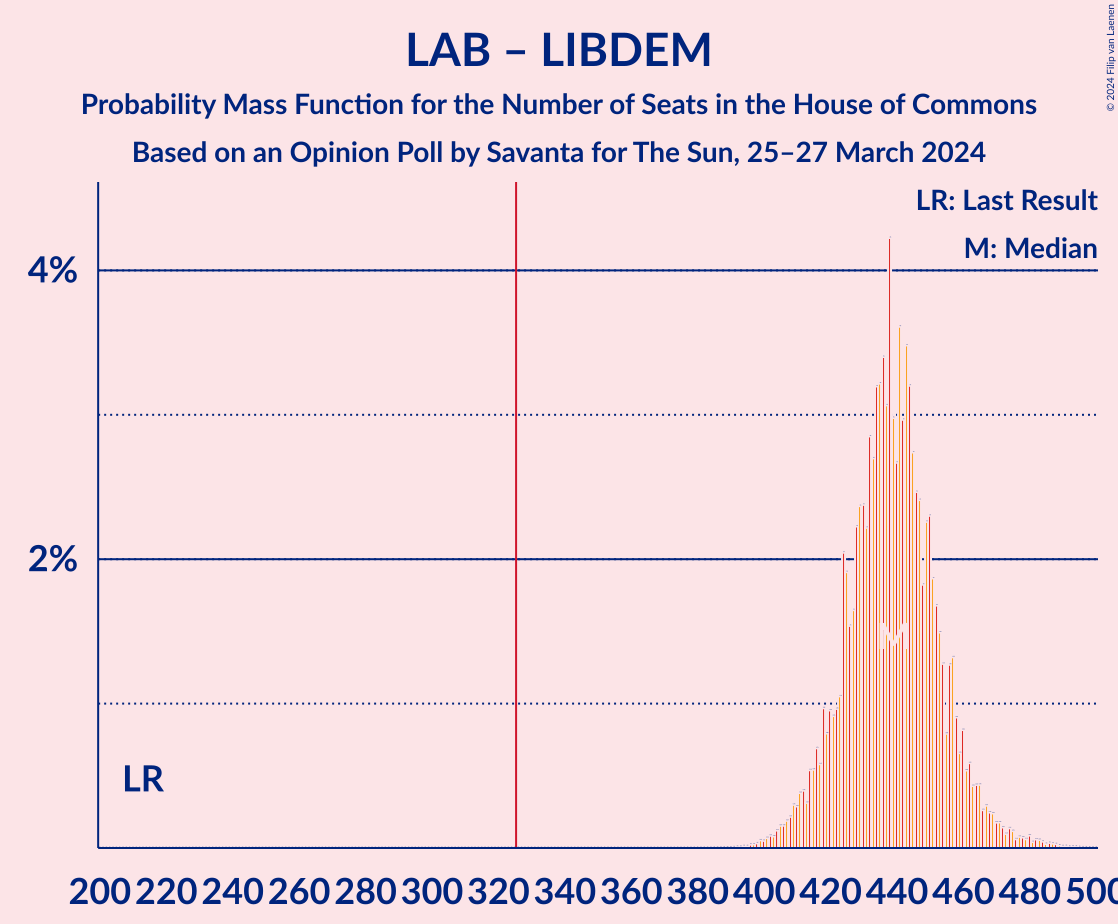 LAB – LIBDEM
Probability Mass Function for the Number of Seats in the House of Commons
Based on an Opinion Poll by Savanta for The Sun, 25–27 March 2024
© 2024 Filip van Laenen
LR: Last Result
M: Median
4%
2%
LR
M
200 220 240 260 280 300 320 340 360 380 400 420 440 460 480 500